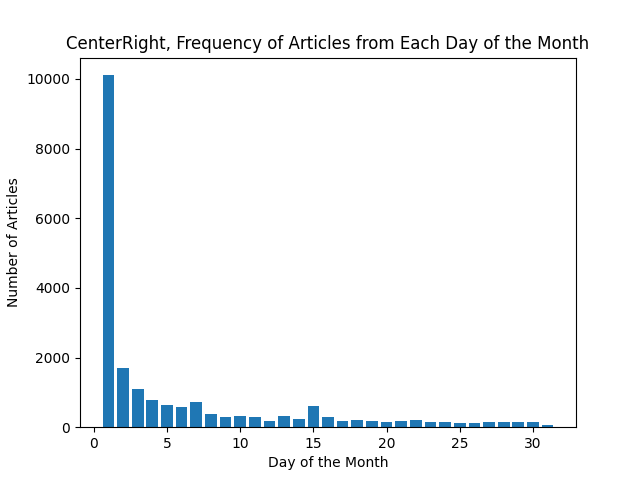 CenterRight, Frequency of Articles from Each Day of the Month
10000
8000
6000
4000
2000
0
Number of Articles
0 5 10 15 20 25 30
Day of the Month